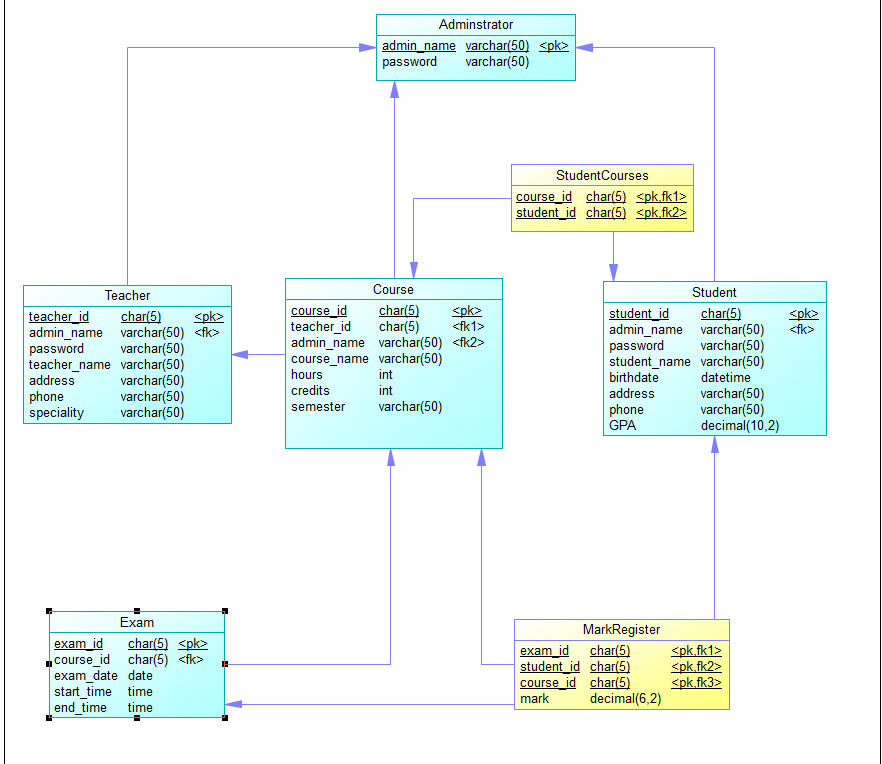 Adminstrator
admin_name varchar(50) <pk>
password varchar(50)
StudentCourses
course_id char(5) <pk,fk1>
student_id char(5) <pk,fk2>
Teacher
teacher_id char(5) <pk>
admin_name varchar(50) <fk>
password varchar(50)
teacher_name varchar(50)
address varchar(50)
phone varchar(50)
speciality varchar(50)
Course
course_id char(5) <pk>
teacher_id char(5) <fk1>
admin_name varchar(50) <fk2>
course_name varchar(50)
hours int
credits int
semester varchar(50)
Student
student_id char(5) <pk>
admin_name varchar(50) <fk>
password varchar(50)
student_name varchar(50)
birthdate datetime
address varchar(50)
phone varchar(50)
GPA decimal(10,2)
Exam
exam_id char(5) <pk>
course_id char(5) <fk>
exam_date date
start_time time
end_time time
MarkRegister
exam_id char(5) <pk,fk1>
student_id char(5) <pk,fk2>
course_id char(5) <pk,fk3>
mark decimal(6,2)